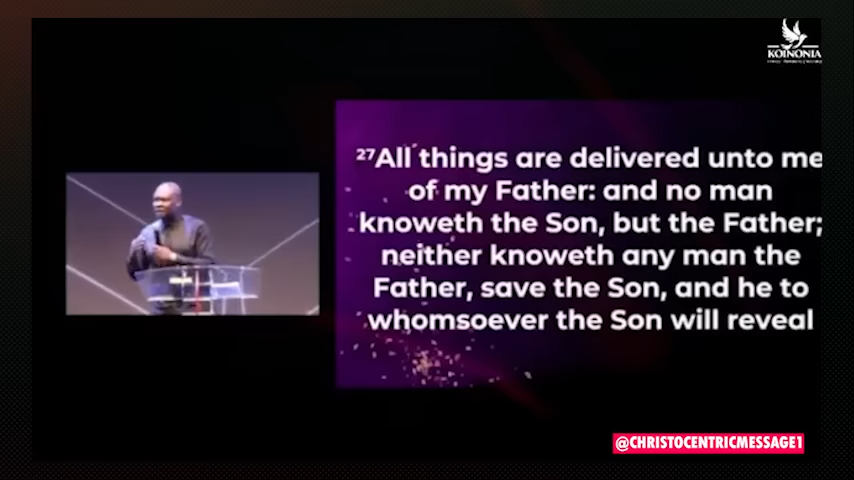 KOINONIA
²⁷All things are delivered unto me
of my Father: and no man
knoweth the Son, but the Father;
neither knoweth any man the
Father, save the Son, and he to
whomsoever the Son will reveal
@CHRISTOCENTRICMESSAGE1